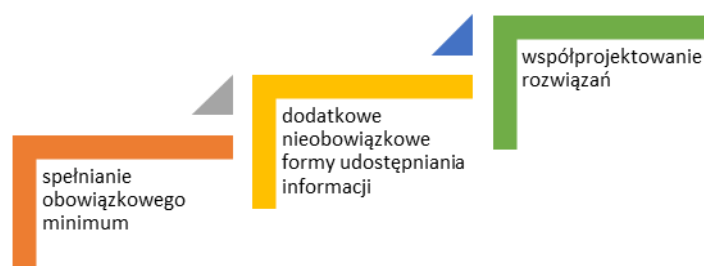 spełnianie
obowiązkowego
minimum
dodatkowe
nieobowiązkowe
formy udostępniania
informacji
współprojektowanie
rozwiązań